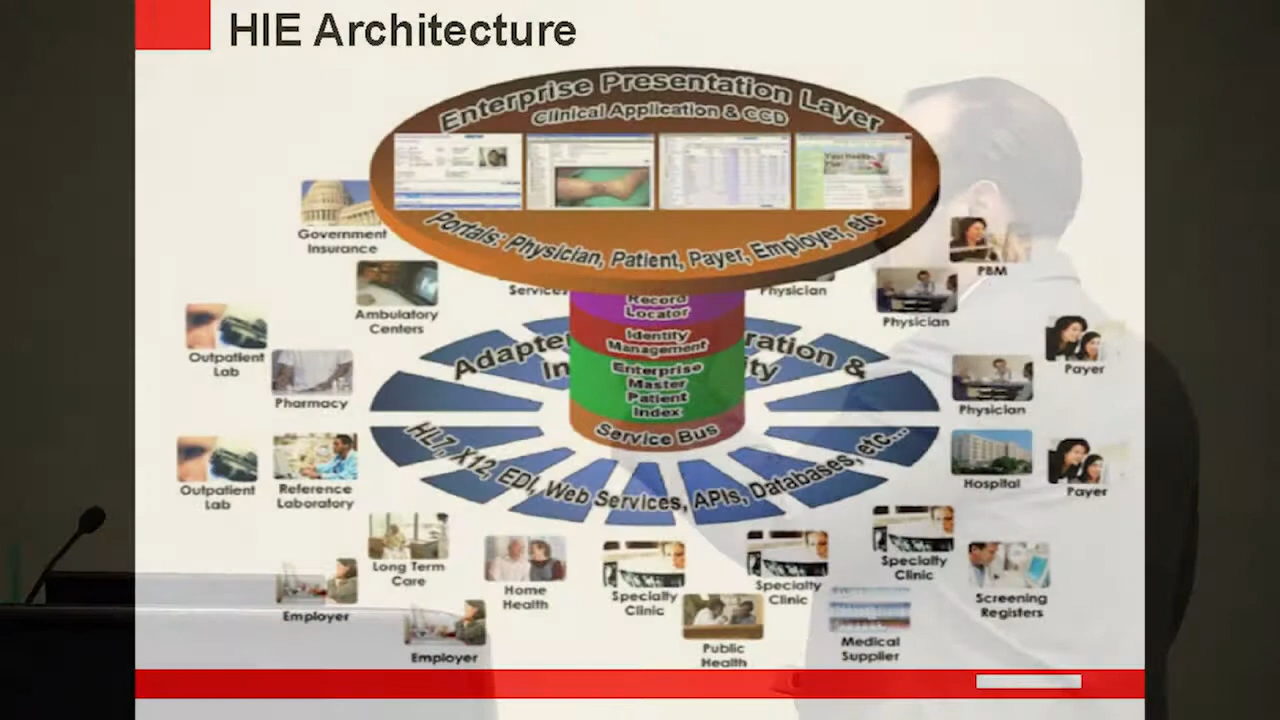 HIE Architecture
Enterprise Presentation Layer
Clinical Application & CCD
Portals: Physician, Patient, Payer, Employer, etc
Government
Insurance
PBM
Services
Physician
Ambulatory
Centers
Physician
Record
Locator
Identity
Management
Outpatient
Lab
Payer
Enterprise
Master
Patient
Index
Pharmacy
Physician
Service Bus
HL7, X12, EDI, Web Services, APIs, Databases, etc...
Outpatient
Lab
Reference
Laboratory
Hospital
Payer
Long Term
Care
Home
Health
Specialty
Clinic
Specialty
Clinic
Specialty
Clinic
Screening
Registers
Employer
Employer
Public
Health
Medical
Supplier